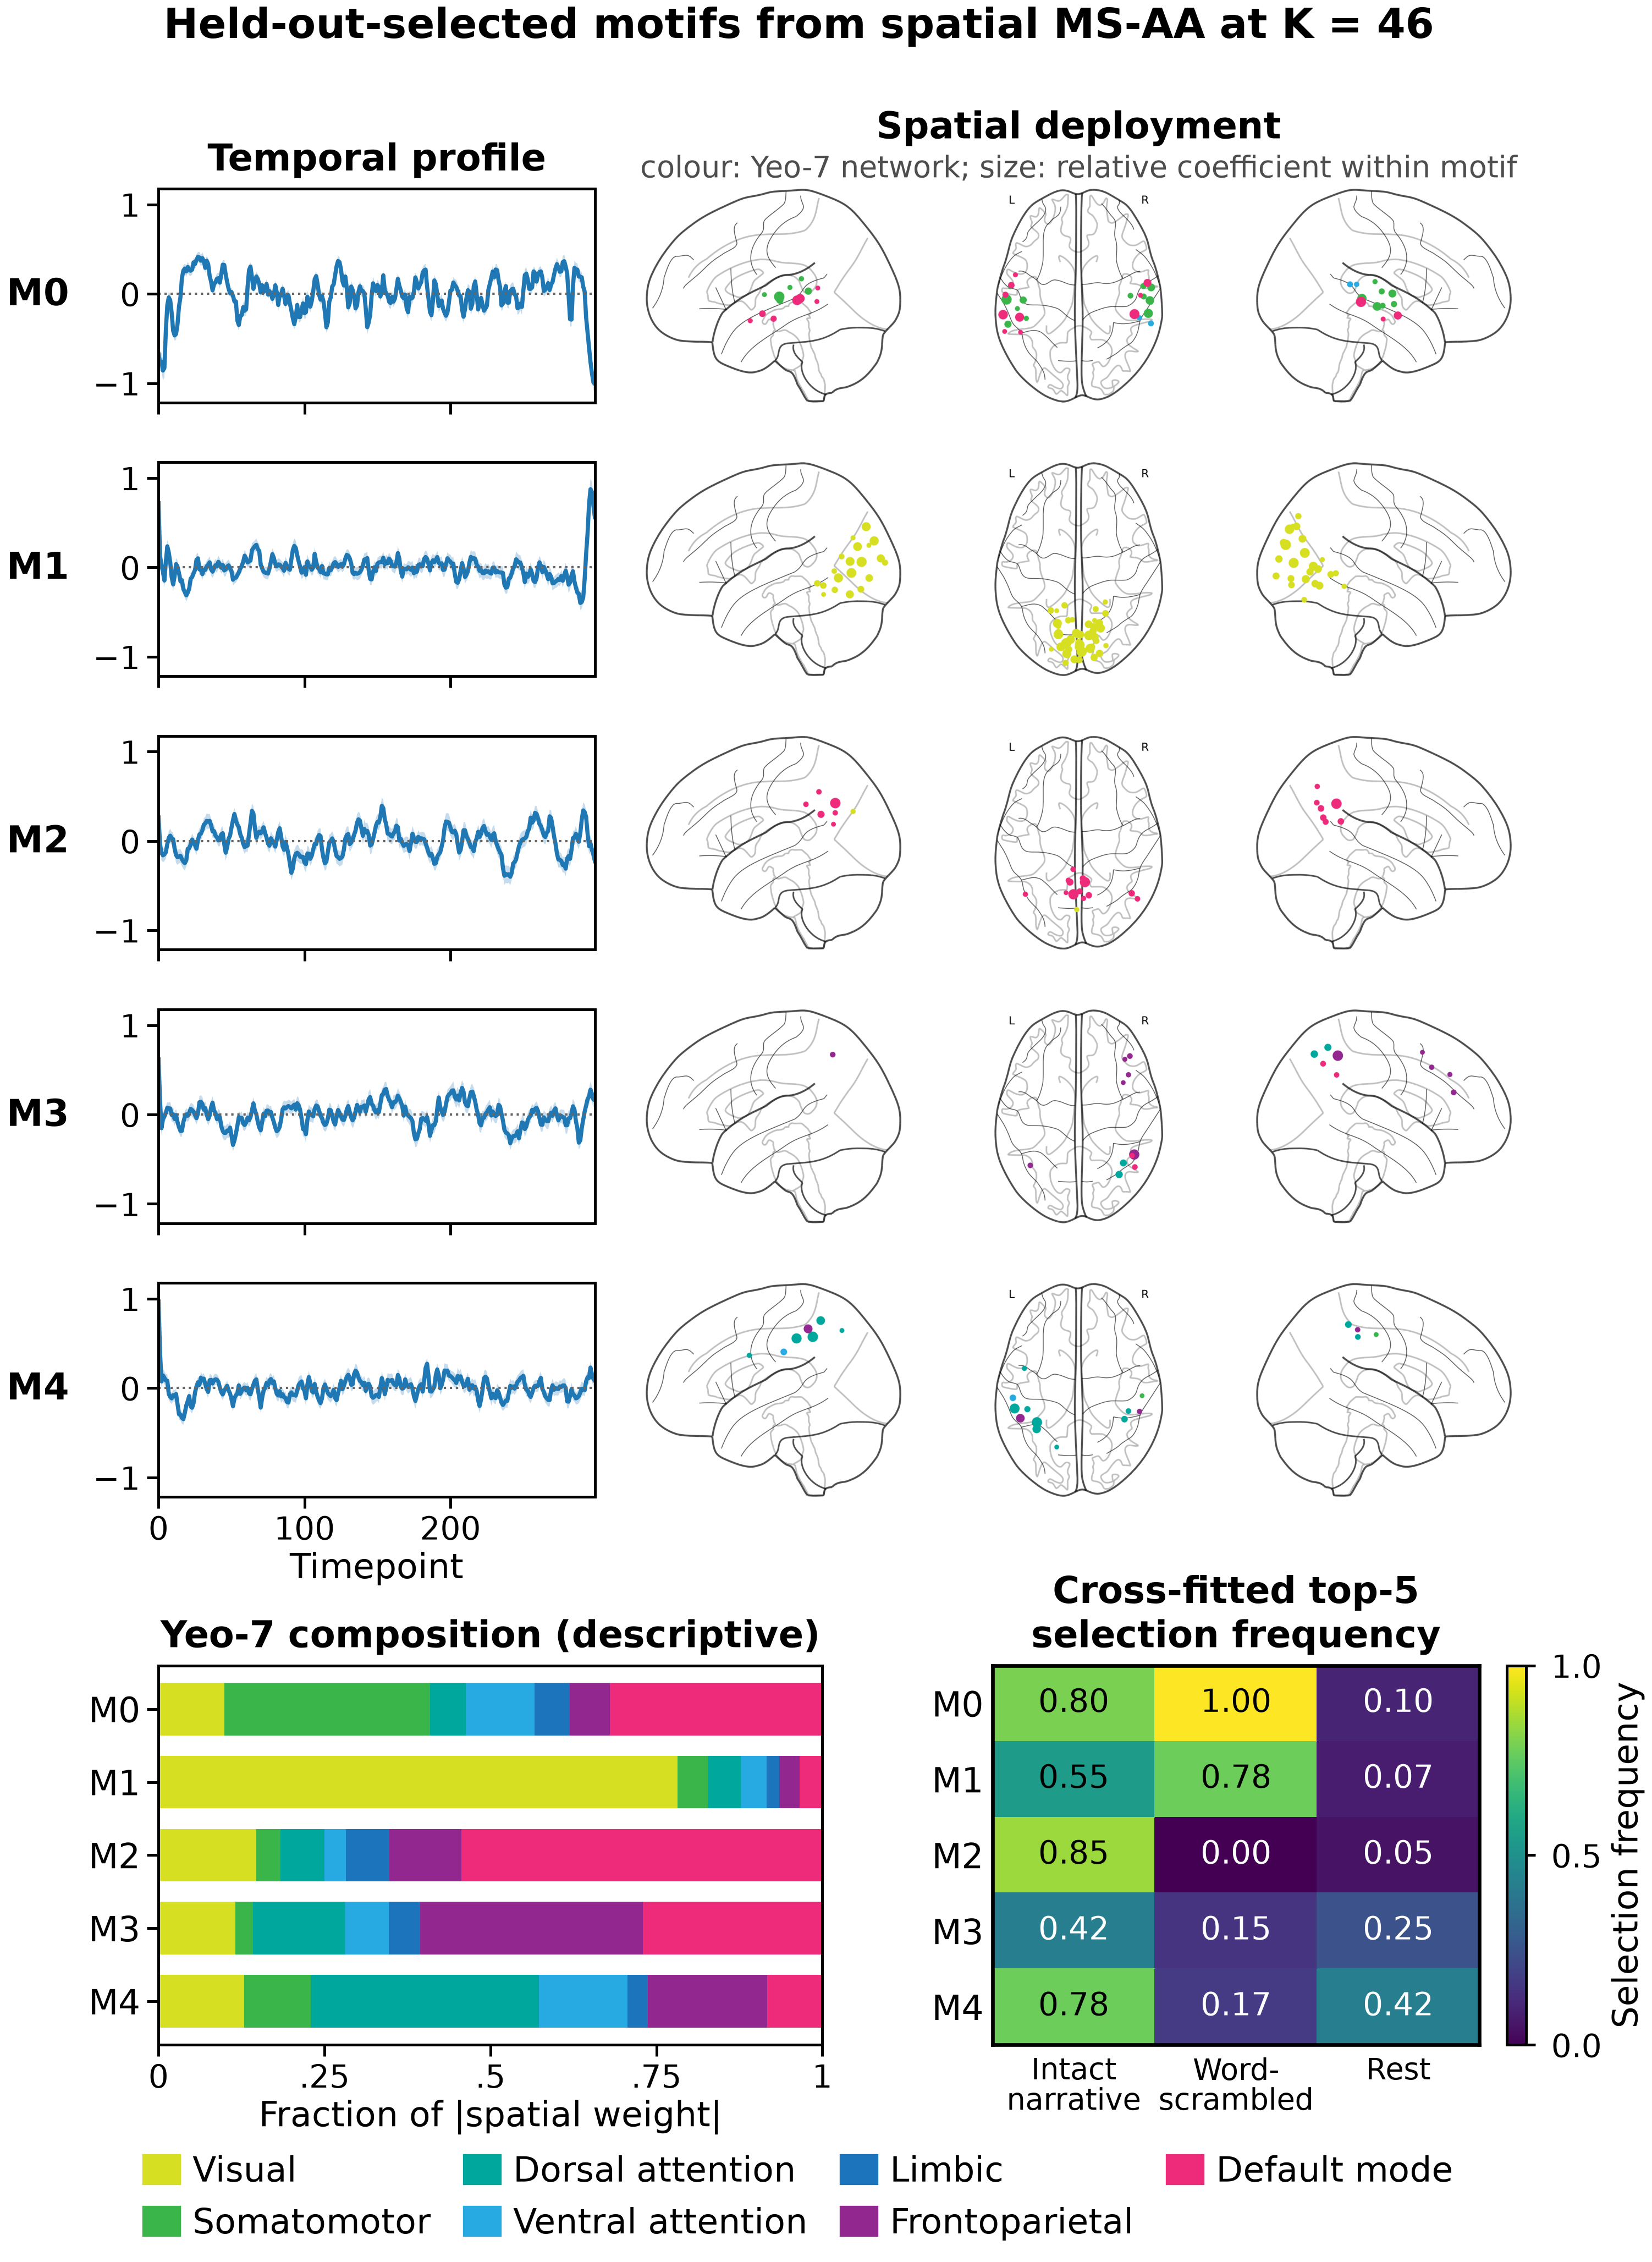 Held-out-selected motifs from spatial MS-AA at K = 46
Temporal profile
Spatial deployment
colour: Yeo-7 network; size: relative coefficient within motif
M0
1
0
−1
L
R
M1
1
0
−1
L
R
M2
1
0
−1
L
R
M3
1
0
−1
L
R
M4
1
0
−1
L
R
0 100 200
Timepoint
Yeo-7 composition (descriptive)
M0
M1
M2
M3
M4
0 .25 .5 .75 1
Fraction of |spatial weight|
Cross-fitted top-5
selection frequency
M0 0.80 1.00 0.10
M1 0.55 0.78 0.07
M2 0.85 0.00 0.05
M3 0.42 0.15 0.25
M4 0.78 0.17 0.42
Intact
narrative
Word-
scrambled
Rest
1.0
0.5
0.0
Selection frequency
Visual
Dorsal attention
Limbic
Default mode
Somatomotor
Ventral attention
Frontoparietal